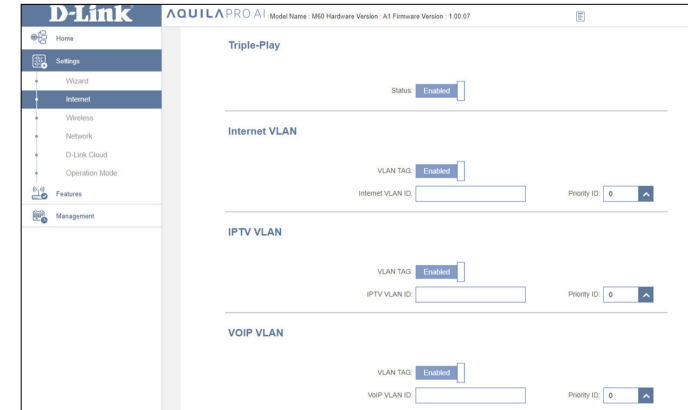 D-Link
AQUILA PRO AI Model Name : M60 Hardware Version : A1 Firmware Version : 1.00.07
Home
Settings
Wizard
Internet
Wireless
Network
D-Link Cloud
Operation Mode
Features
Management
Triple-Play
Status: Enabled
Internet VLAN
VLAN TAG: Enabled
Internet VLAN ID: Priority ID: 0
IPTV VLAN
VLAN TAG: Enabled
IPTV VLAN ID: Priority ID: 0
VOIP VLAN
VLAN TAG: Enabled
VoIP VLAN ID: Priority ID: 0